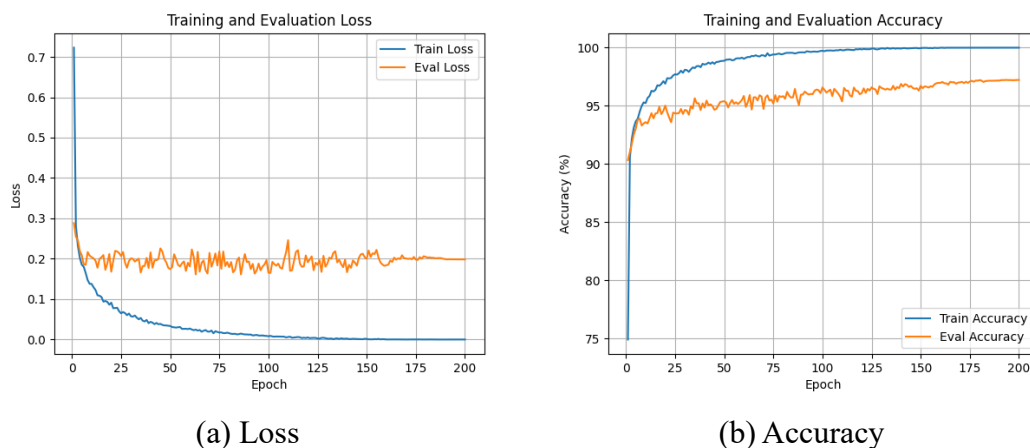 Training and Evaluation Loss
Train Loss
Eval Loss
0.7
0.6
0.5
0.4
0.3
0.2
0.1
0.0
Loss
0 25 50 75 100 125 150 175 200
Epoch
(a) Loss
Training and Evaluation Accuracy
100
95
90
85
80
75
Accuracy (%)
Train Accuracy
Eval Accuracy
0 25 50 75 100 125 150 175 200
Epoch
(b) Accuracy